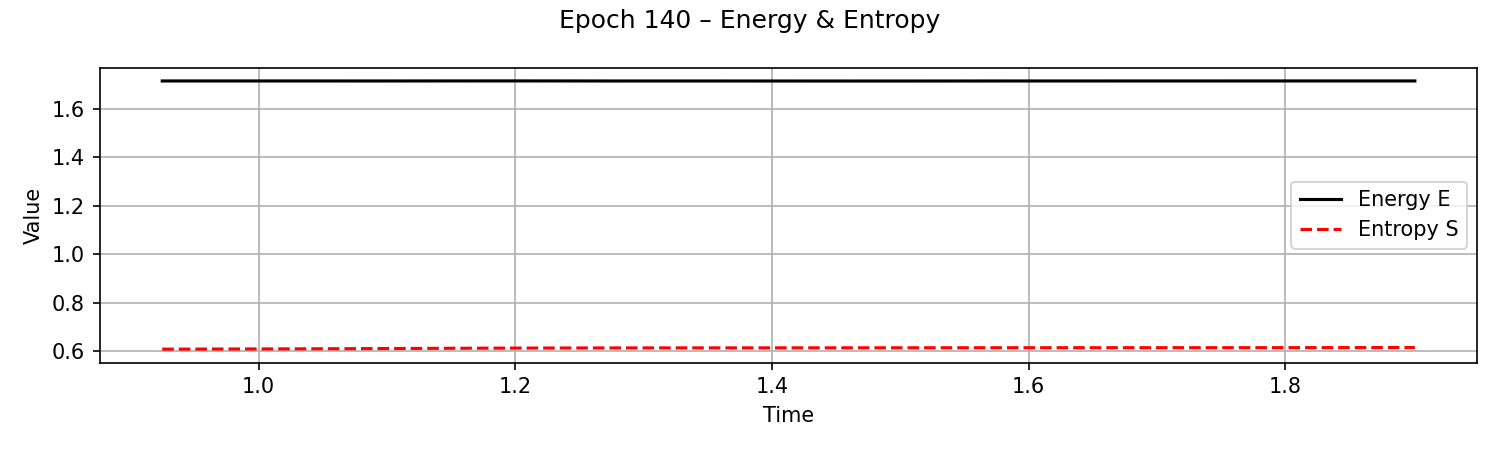 Epoch 140 – Energy & Entropy
Value
1.6
1.4
1.2
1.0
0.8
0.6
Energy E
Entropy S
1.0 1.2 1.4 1.6 1.8
Time